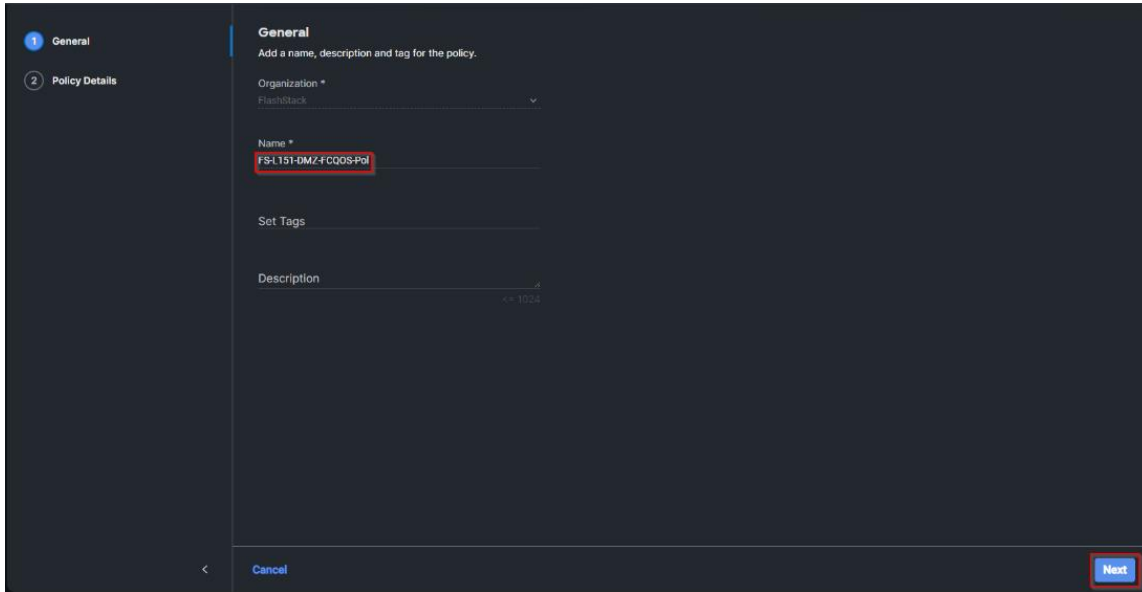 1 General
2 Policy Details
General
Add a name, description and tag for the policy.
Organization *
FlashStack
Name *
FS-L151-DMZ-FCQOS-Pol
Set Tags
Description
<= 1024
Cancel
Next